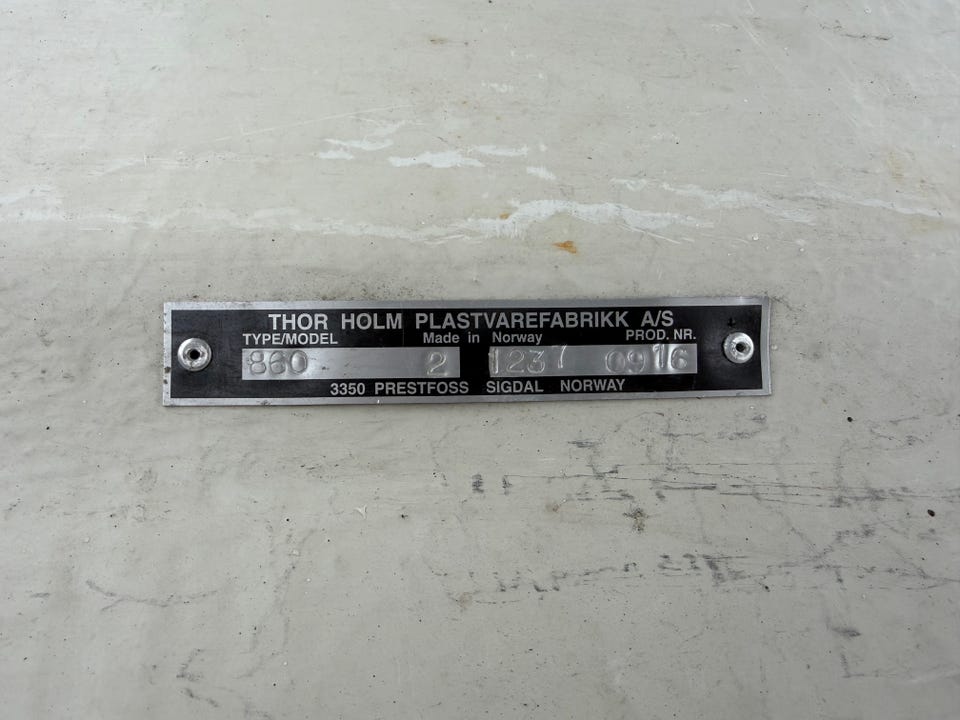 THOR HOLM PLASTVAREFABRIKK A/S
TYPE/MODEL Made in Norway PROD. NR.
860 2 1237 0916
3350 PRESTFOSS SIGDAL NORWAY